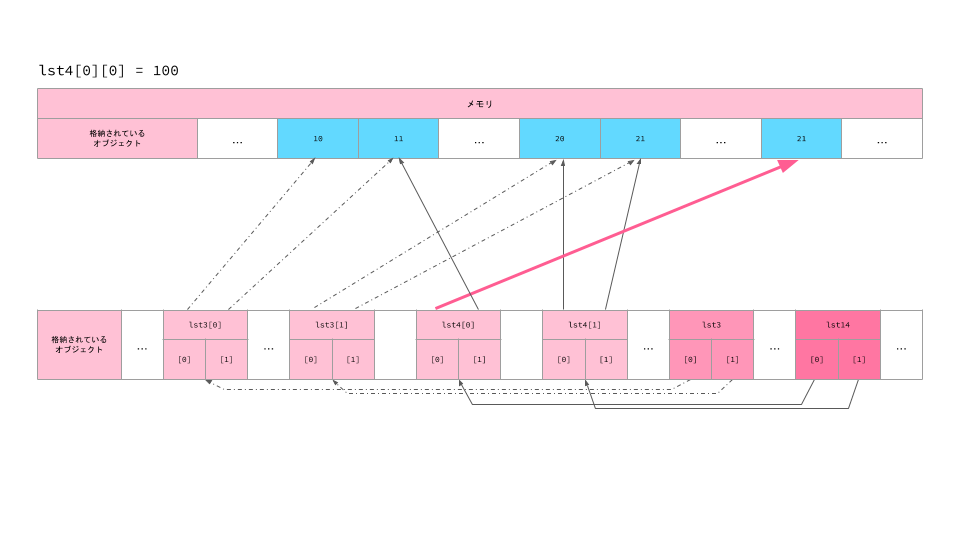 lst4[0][0] = 100
メモリ
格納されている
オブジェクト
... 10 11 ... 20 21 ... 21 ...
格納されている
オブジェクト
lst3[0] lst3[1] lst4[0] lst4[1] lst3 lst14
... ... ... ... ...
[0] [1] [0] [1] [0] [1] [0] [1] [0] [1] [0] [1]